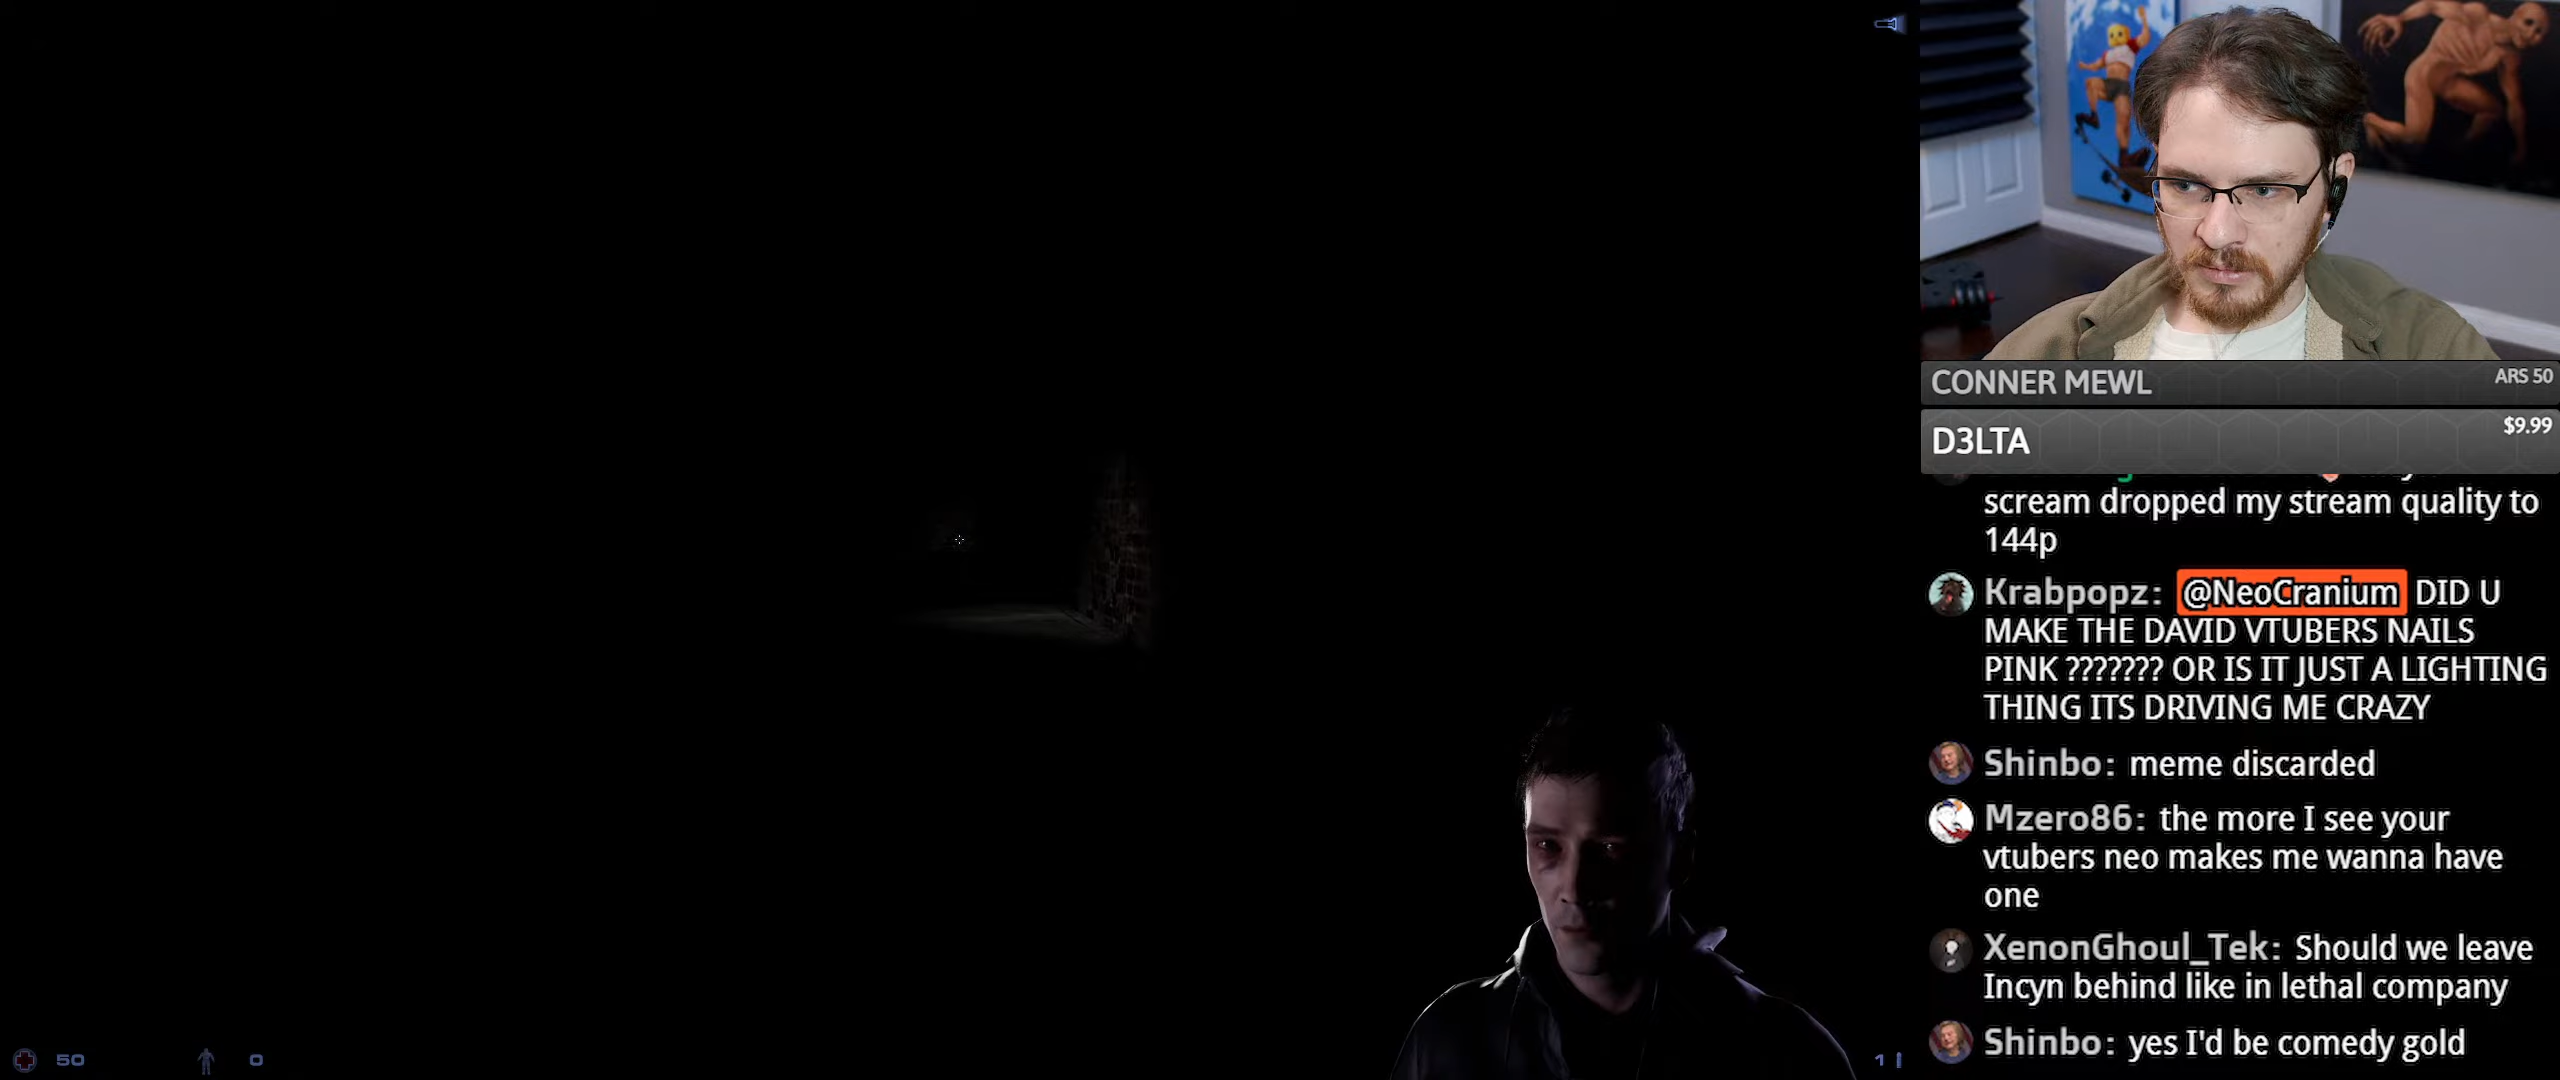 CONNER MEWL
ARS 50
D3LTA
$9.99
scream dropped my stream quality to
144p
Krabpopz: @NeoCranium DID U
MAKE THE DAVID VTUBERS NAILS
PINK ??????? OR IS IT JUST A LIGHTING
THING ITS DRIVING ME CRAZY
Shinbo: meme discarded
Mzero86: the more I see your
vtubers neo makes me wanna have
one
XenonGhoul_Tek: Should we leave
Incyn behind like in lethal company
Shinbo: yes I'd be comedy gold
50
0
1